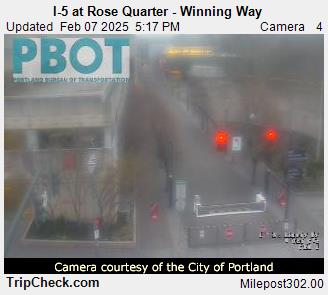 I-5 at Rose Quarter - Winning Way
Updated Feb 07 2025 5:17 PM Camera 4
PBOT
PORTLAND BUREAU OF TRANSPORTATION
Camera courtesy of the City of Portland
TripCheck.com Milepost302.00